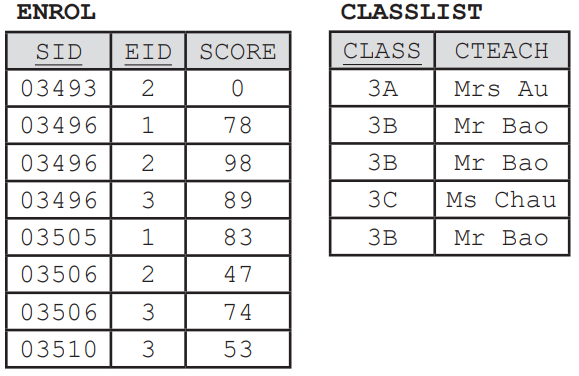 ENROL
SID EID SCORE
03493 2 0
03496 1 78
03496 2 98
03496 3 89
03505 1 83
03506 2 47
03506 3 74
03510 3 53
CLASSLIST
CLASS CTEACH
3A Mrs Au
3B Mr Bao
3B Mr Bao
3C Ms Chau
3B Mr Bao